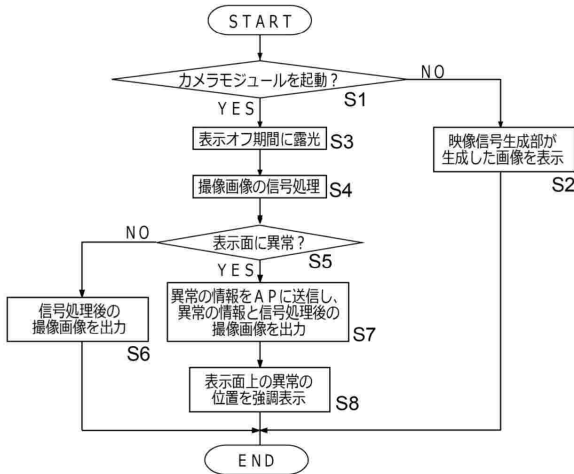 START
カメラモジュールを起動?
S1
NO
YES
表示オフ期間に露光
S3
映像信号生成部が
生成した画像を表示
S2
撮像画像の信号処理
S4
表示面に異常?
S5
NO
YES
信号処理後の
撮像画像を出力
S6
異常の情報をAPに送信し、
異常の情報と信号処理後の
撮像画像を出力
S7
表示面上の異常の
位置を強調表示
S8
END